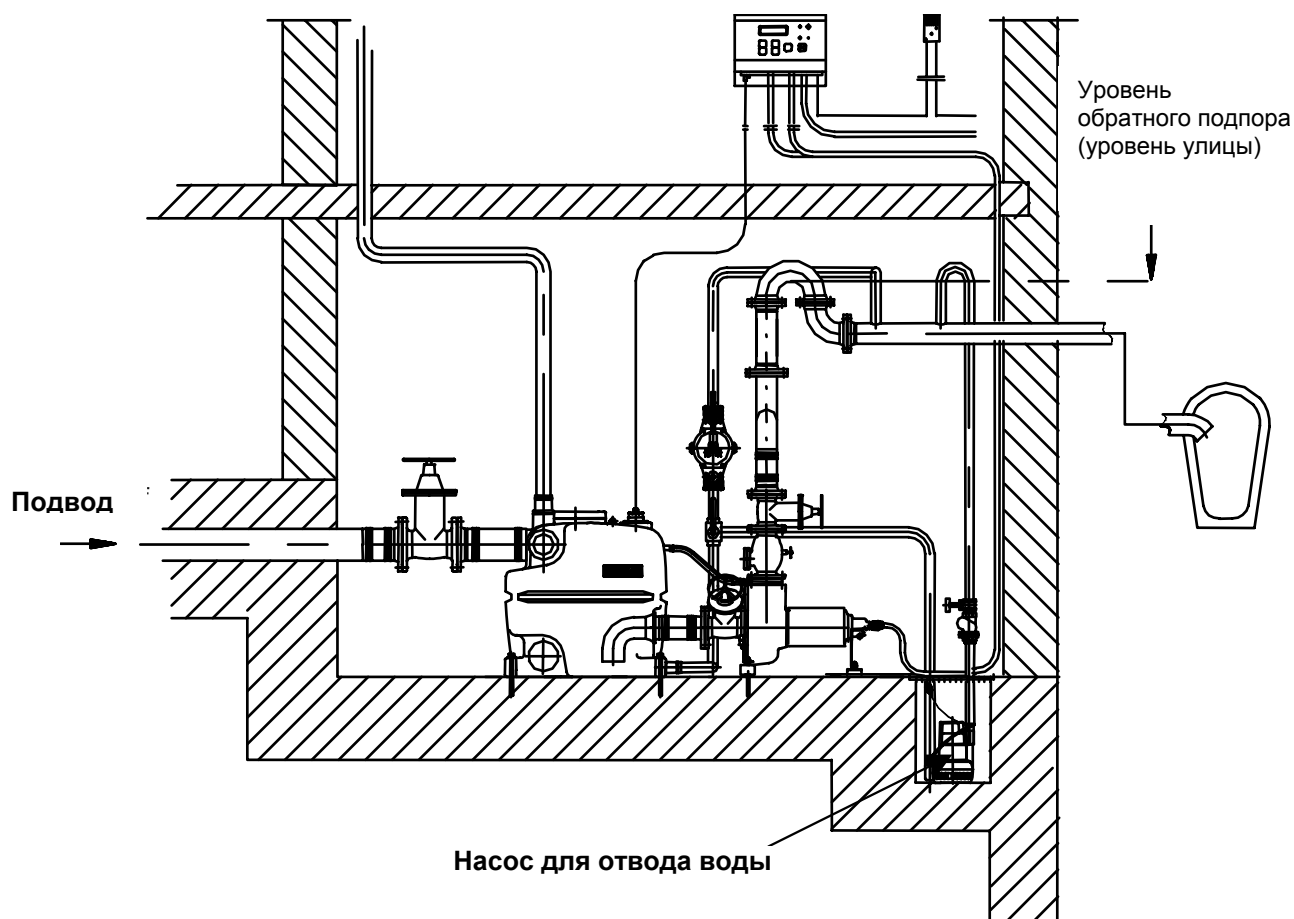 Уровень
обратного подпора
(уровень улицы)
Подвод
Насос для отвода воды